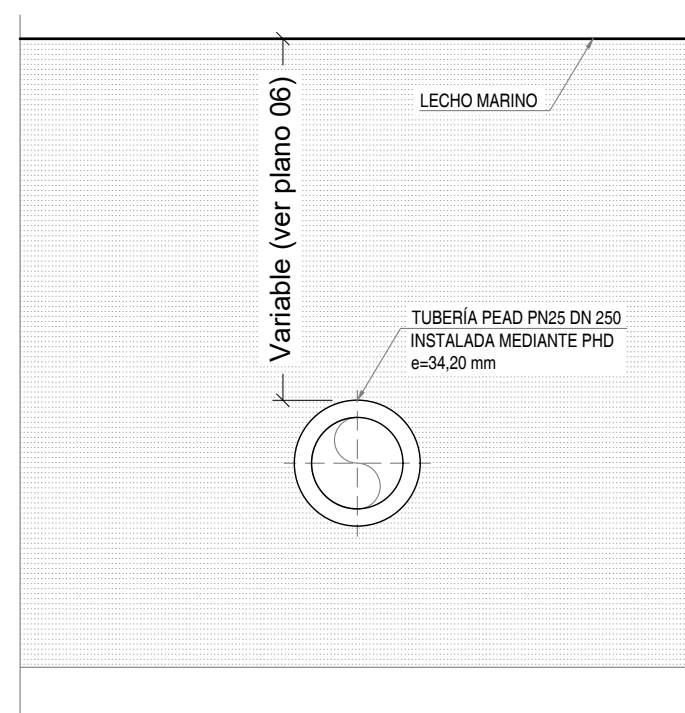 LECHO MARINO
Variable (ver plano 06)
TUBERÍA PEAD PN25 DN 250
INSTALADA MEDIANTE PHD
e=34,20 mm